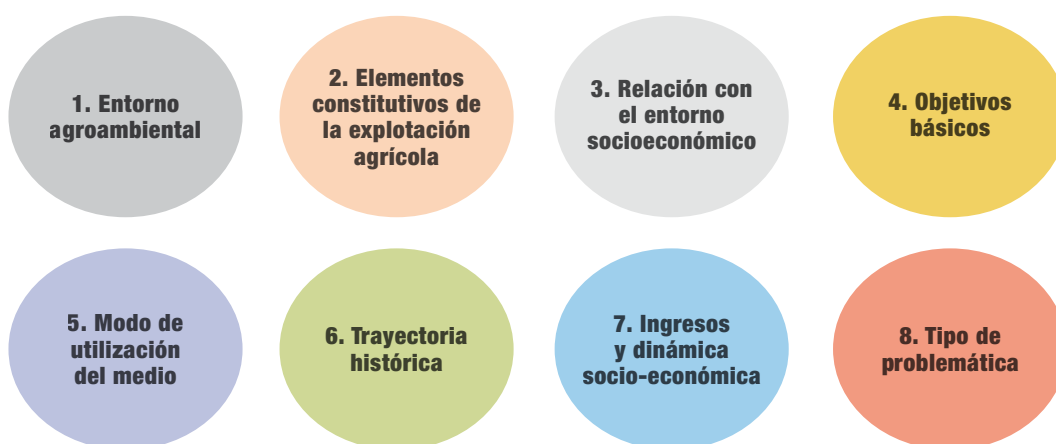 1. Entorno
agroambiental
2. Elementos
constitutivos de
la explotación
agrícola
3. Relación con
el entorno
socioeconómico
4. Objetivos
básicos
5. Modo de
utilización
del medio
6. Trayectoria
histórica
7. Ingresos
y dinámica
socio-económica
8. Tipo de
problemática